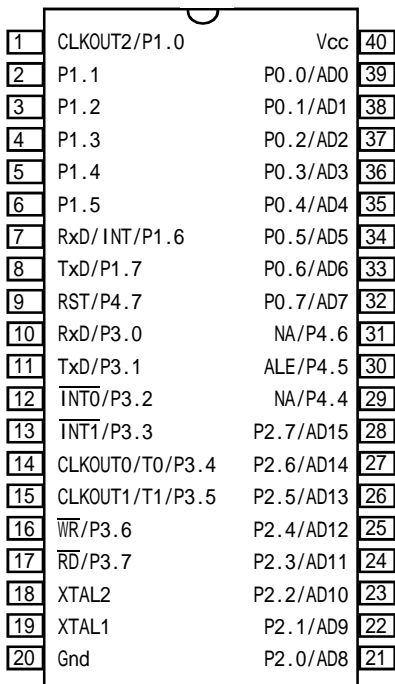 1 CLKOUT2/P1.0 Vcc 40
2 P1.1 P0.0/AD0 39
3 P1.2 P0.1/AD1 38
4 P1.3 P0.2/AD2 37
5 P1.4 P0.3/AD3 36
6 P1.5 P0.4/AD4 35
7 RxD/INT/P1.6 P0.5/AD5 34
8 TxD/P1.7 P0.6/AD6 33
9 RST/P4.7 P0.7/AD7 32
10 RxD/P3.0 NA/P4.6 31
11 TxD/P3.1 ALE/P4.5 30
12 I̅N̅T̅0̅/P3.2 NA/P4.4 29
13 I̅N̅T̅1̅/P3.3 P2.7/AD15 28
14 CLKOUT0/T0/P3.4 P2.6/AD14 27
15 CLKOUT1/T1/P3.5 P2.5/AD13 26
16 W̅R̅/P3.6 P2.4/AD12 25
17 R̅D̅/P3.7 P2.3/AD11 24
18 XTAL2 P2.2/AD10 23
19 XTAL1 P2.1/AD9 22
20 Gnd P2.0/AD8 21